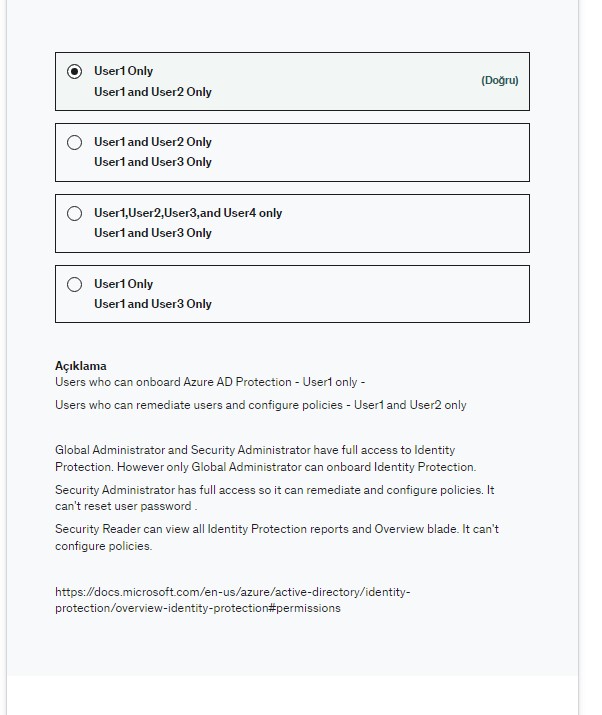 User1 Only
User1 and User2 Only
(Doğru)
User1 and User2 Only
User1 and User3 Only
User1,User2,User3,and User4 only
User1 and User3 Only
User1 Only
User1 and User3 Only
Açıklama
Users who can onboard Azure AD Protection - User1 only -
Users who can remediate users and configure policies - User1 and User2 only
Global Administrator and Security Administrator have full access to Identity
Protection. However only Global Administrator can onboard Identity Protection.
Security Administrator has full access so it can remediate and configure policies. It
can't reset user password .
Security Reader can view all Identity Protection reports and Overview blade. It can't
configure policies.
https://docs.microsoft.com/en-us/azure/active-directory/identity-
protection/overview-identity-protection#permissions